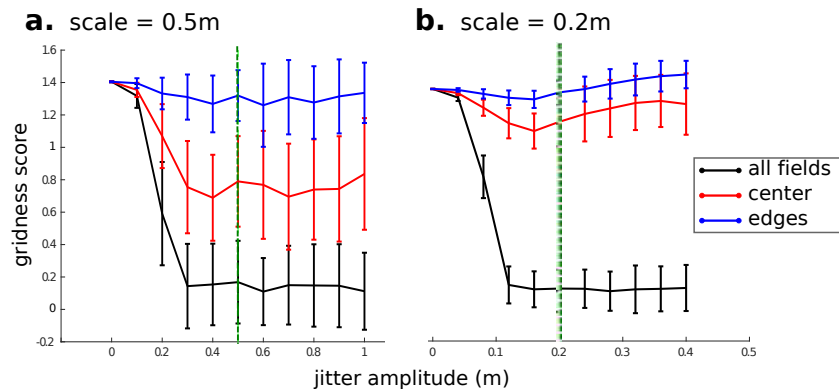 a. scale = 0.5m
b. scale = 0.2m
gridness score
1.6
1.4
1.2
1
0.8
0.6
0.4
0.2
0
-0.2
0 0.2 0.4 0.6 0.8 1
0 0.1 0.2 0.3 0.4 0.5
all fields
center
edges
jitter amplitude (m)